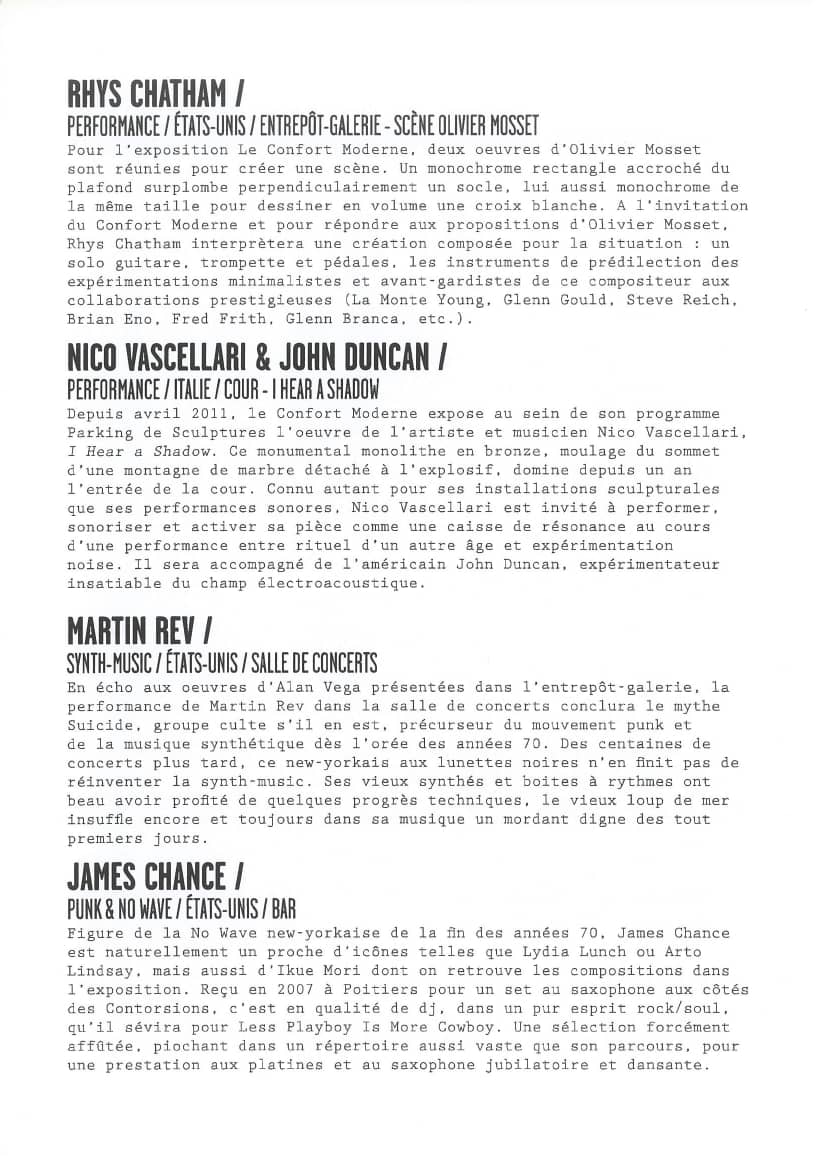 RHYS CHATHAM /
PERFORMANCE / ÉTATS-UNIS / ENTREPÔT-GALERIE - SCÈNE OLIVIER MOSSET
Pour l'exposition Le Confort Moderne, deux oeuvres d'Olivier Mosset
sont réunies pour créer une scène. Un monochrome rectangle accroché du
plafond surplombe perpendiculairement un socle, lui aussi monochrome de
la même taille pour dessiner en volume une croix blanche. A l'invitation
du Confort Moderne et pour répondre aux propositions d'Olivier Mosset,
Rhys Chatham interprètera une création composée pour la situation : un
solo guitare, trompette et pédales, les instruments de prédilection des
expérimentations minimalistes et avant-gardistes de ce compositeur aux
collaborations prestigieuses (La Monte Young, Glenn Gould, Steve Reich,
Brian Eno, Fred Frith, Glenn Branca, etc.).
NICO VASCELLARI & JOHN DUNCAN /
PERFORMANCE / ITALIE / COUR - I HEAR A SHADOW
Depuis avril 2011, le Confort Moderne expose au sein de son programme
Parking de Sculptures l'oeuvre de l'artiste et musicien Nico Vascellari,
I Hear a Shadow. Ce monumental monolithe en bronze, moulage du sommet
d'une montagne de marbre détaché à l'explosif, domine depuis un an
l'entrée de la cour. Connu autant pour ses installations sculpturales
que ses performances sonores, Nico Vascellari est invité à performer,
sonoriser et activer sa pièce comme une caisse de résonance au cours
d'une performance entre rituel d'un autre âge et expérimentation
noise. Il sera accompagné de l'américain John Duncan, expérimentateur
insatiable du champ électroacoustique.
MARTIN REV /
SYNTH-MUSIC / ÉTATS-UNIS / SALLE DE CONCERTS
En écho aux oeuvres d'Alan Vega présentées dans l'entrepôt-galerie, la
performance de Martin Rev dans la salle de concerts conclura le mythe
Suicide, groupe culte s'il en est, précurseur du mouvement punk et
de la musique synthétique dès l'orée des années 70. Des centaines de
concerts plus tard, ce new-yorkais aux lunettes noires n'en finit pas de
réinventer la synth-music. Ses vieux synthés et boites à rythmes ont
beau avoir profité de quelques progrès techniques, le vieux loup de mer
insuffle encore et toujours dans sa musique un mordant digne des tout
premiers jours.
JAMES CHANCE /
PUNK & NO WAVE / ÉTATS-UNIS / BAR
Figure de la No Wave new-yorkaise de la fin des années 70, James Chance
est naturellement un proche d'icônes telles que Lydia Lunch ou Arto
Lindsay, mais aussi d'Ikue Mori dont on retrouve les compositions dans
l'exposition. Reçu en 2007 à Poitiers pour un set au saxophone aux côtés
des Contorsions, c'est en qualité de dj, dans un pur esprit rock/soul,
qu'il sévira pour Less Playboy Is More Cowboy. Une sélection forcément
affûtée, piochant dans un répertoire aussi vaste que son parcours, pour
une prestation aux platines et au saxophone jubilatoire et dansante.